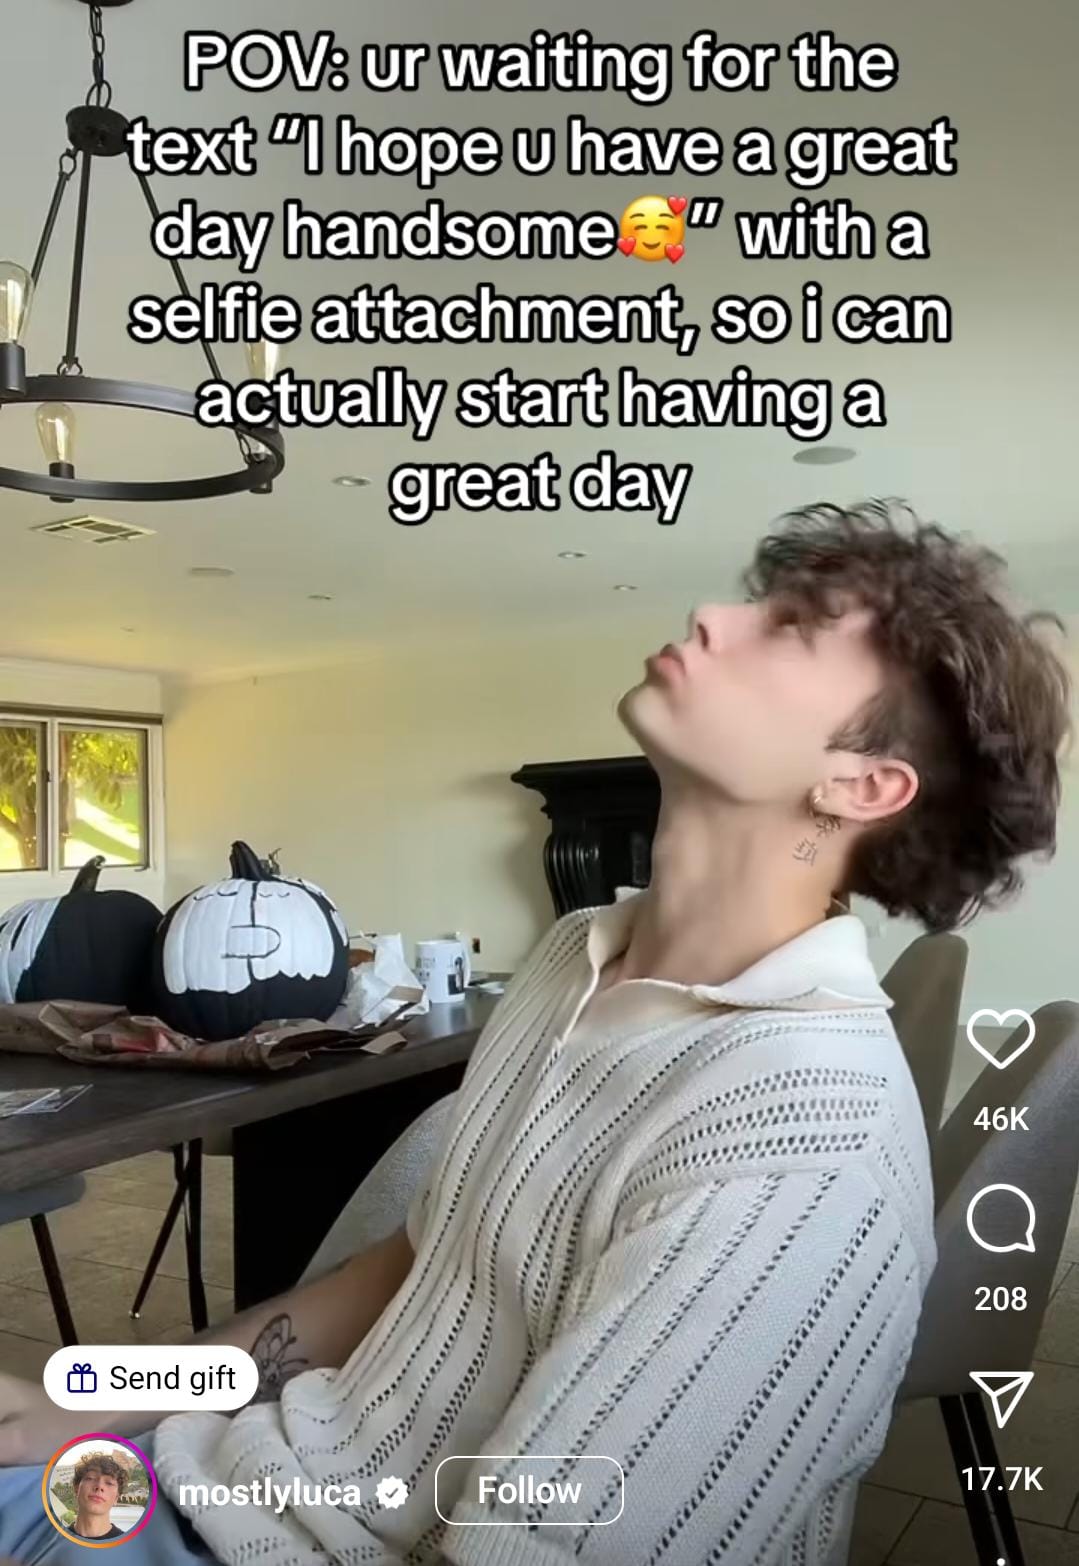 POV: ur waiting for the
text “I hope u have a great
day handsome🥰” with a
selfie attachment, so i can
actually start having a
great day
46K
208
17.7K
Send gift
mostlyluca
Follow